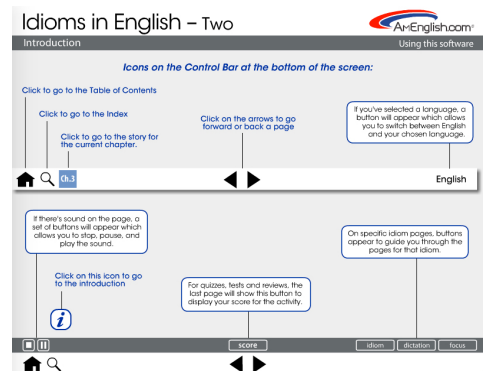 Idioms in English – Two
AMEnglish.com®
Introduction
Using this software
Icons on the Control Bar at the bottom of the screen:
Click to go to the Table of Contents
Click to go to the Index
Click to go to the story for
the current chapter.
Click on the arrows to go
forward or back a page
If you've selected a language, a
button will appear which allows
you to switch between English
and your chosen language.
Ch.3
English
If there's sound on the page, a
set of buttons will appear which
allows you to stop, pause, and
play the sound.
Click on this icon to go
to the introduction
i
For quizzes, tests and reviews, the
last page will show this button to
display your score for the activity.
On specific idiom pages, buttons
appear to guide you through the
pages for that idiom.
score
idiom
dictation
focus